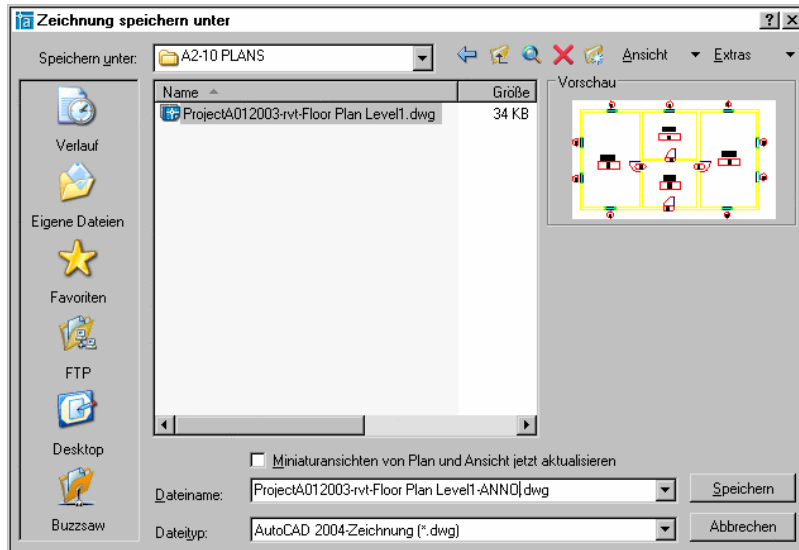 Zeichnung speichern unter
Speichern unter: A2-10 PLANS Ansicht Extras
Name Größe
ProjectA012003-rvt-Floor Plan Level1.dwg 34 KB
Vorschau
Verlauf
Eigene Dateien
Favoriten
FTP
Desktop
Buzzsaw
Miniaturansichten von Plan und Ansicht jetzt aktualisieren
Dateiname: ProjectA012003-rvt-Floor Plan Level1-ANNO.dwg Speichern
Dateityp: AutoCAD 2004-Zeichnung (*.dwg) Abbrechen